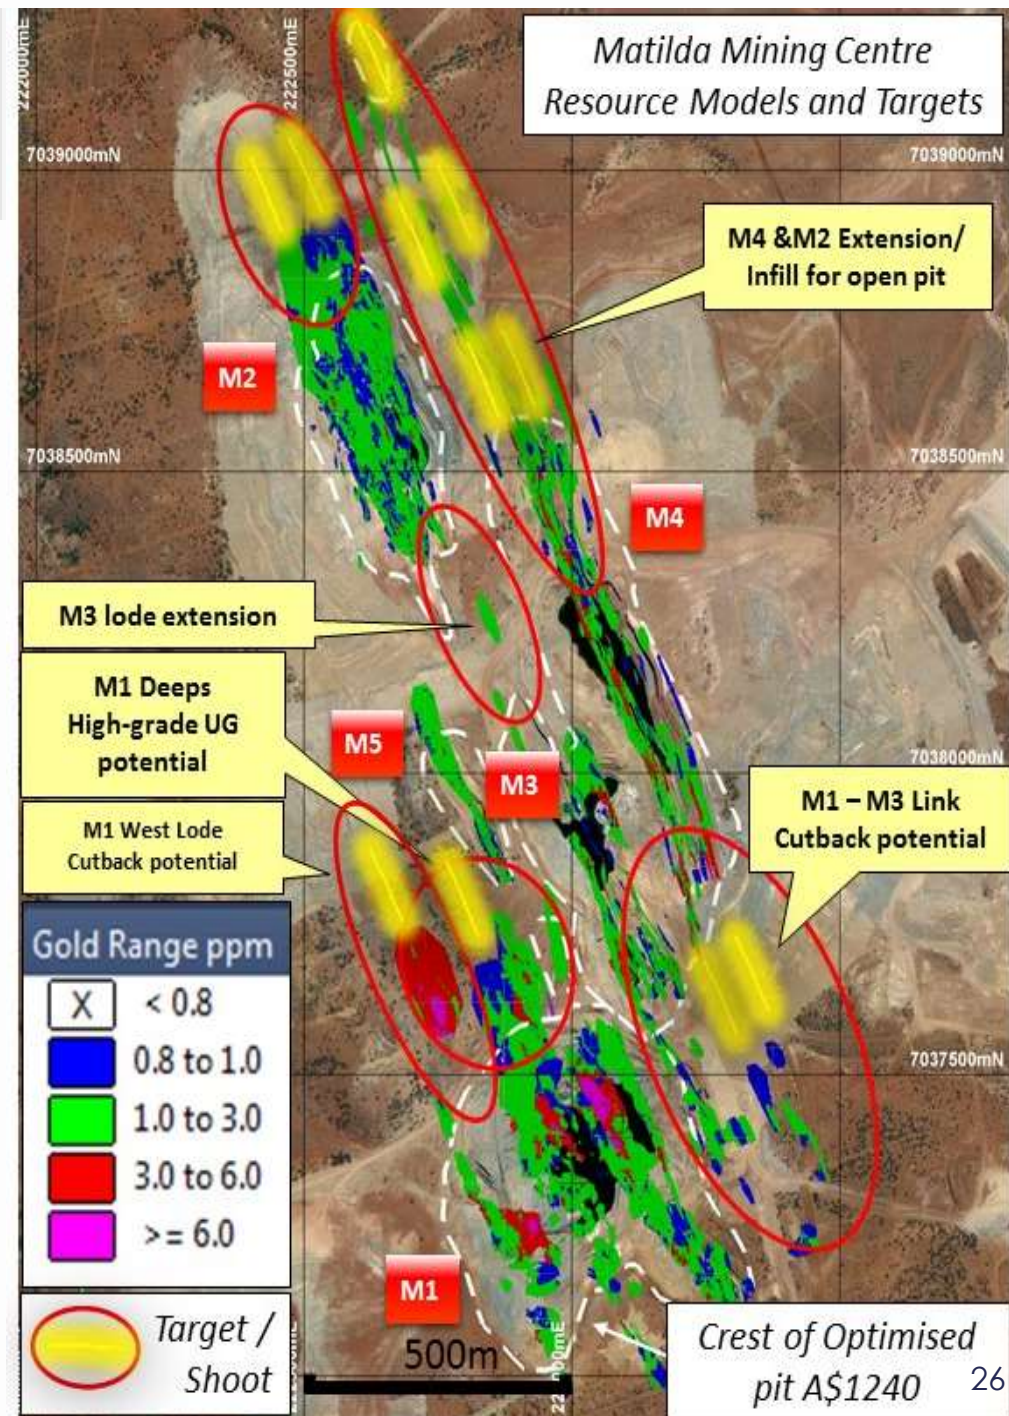 222000mE
222500mE
Matilda Mining Centre
Resource Models and Targets
7039000mN
7039000mN
M4 &M2 Extension/
Infill for open pit
M2
7038500mN
7038500mN
M4
M3 lode extension
M1 Deeps
High-grade UG
potential
M5
M3
7038000mN
M1 – M3 Link
Cutback potential
M1 West Lode
Cutback potential
Gold Range ppm
X < 0.8
0.8 to 1.0
1.0 to 3.0
3.0 to 6.0
>= 6.0
7037500mN
M1
Target /
Shoot
500m
Crest of Optimised
pit A$1240
26